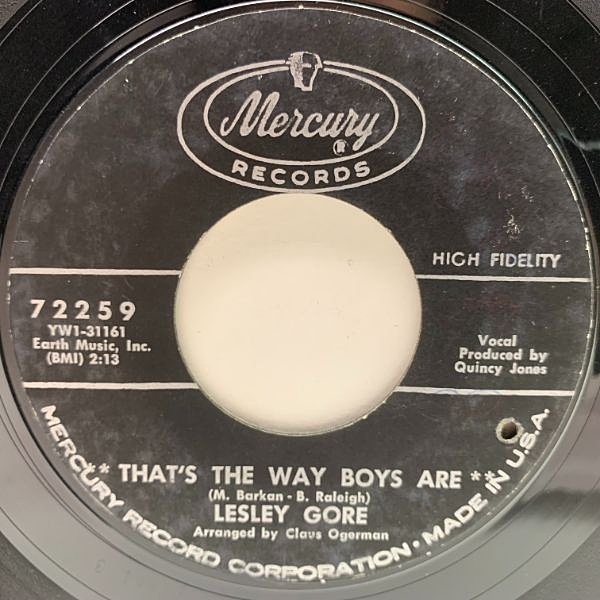 Mercury
®
RECORDS
HIGH FIDELITY
72259
YW1-31161
Earth Music, Inc.
(BMI) 2:13
Vocal
Produced by
Quincy Jones
** THAT'S THE WAY BOYS ARE **
(M. Barkan - B. Raleigh)
LESLEY GORE
Arranged by Claus Ogerman
MERCURY RECORD CORPORATION • MADE IN U.S.A.